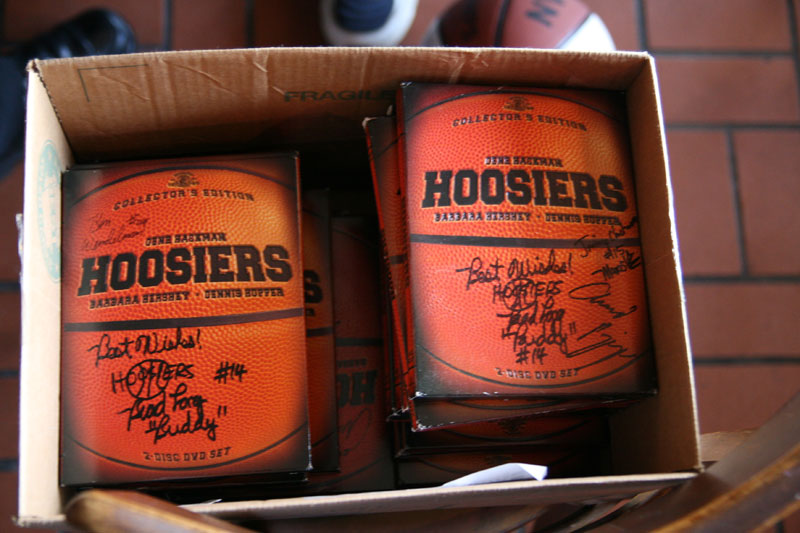 FRAGILE
COLLECTOR'S EDITION
GENE HACKMAN
HOOSIERS
BARBARA HERSHEY - DENNIS HOPPER
Best Wishes!
HOOSIERS #14
Brad Long
"Buddy"
2-DISC DVD SET
S
HO
COLLECTOR'S EDITION
GENE HACKMAN
HOOSIERS
BARBARA HERSHEY - DENNIS HOPPER
Best Wishes!
HOOSIERS
Brad Long
"Buddy"
#14
2-DISC DVD SET